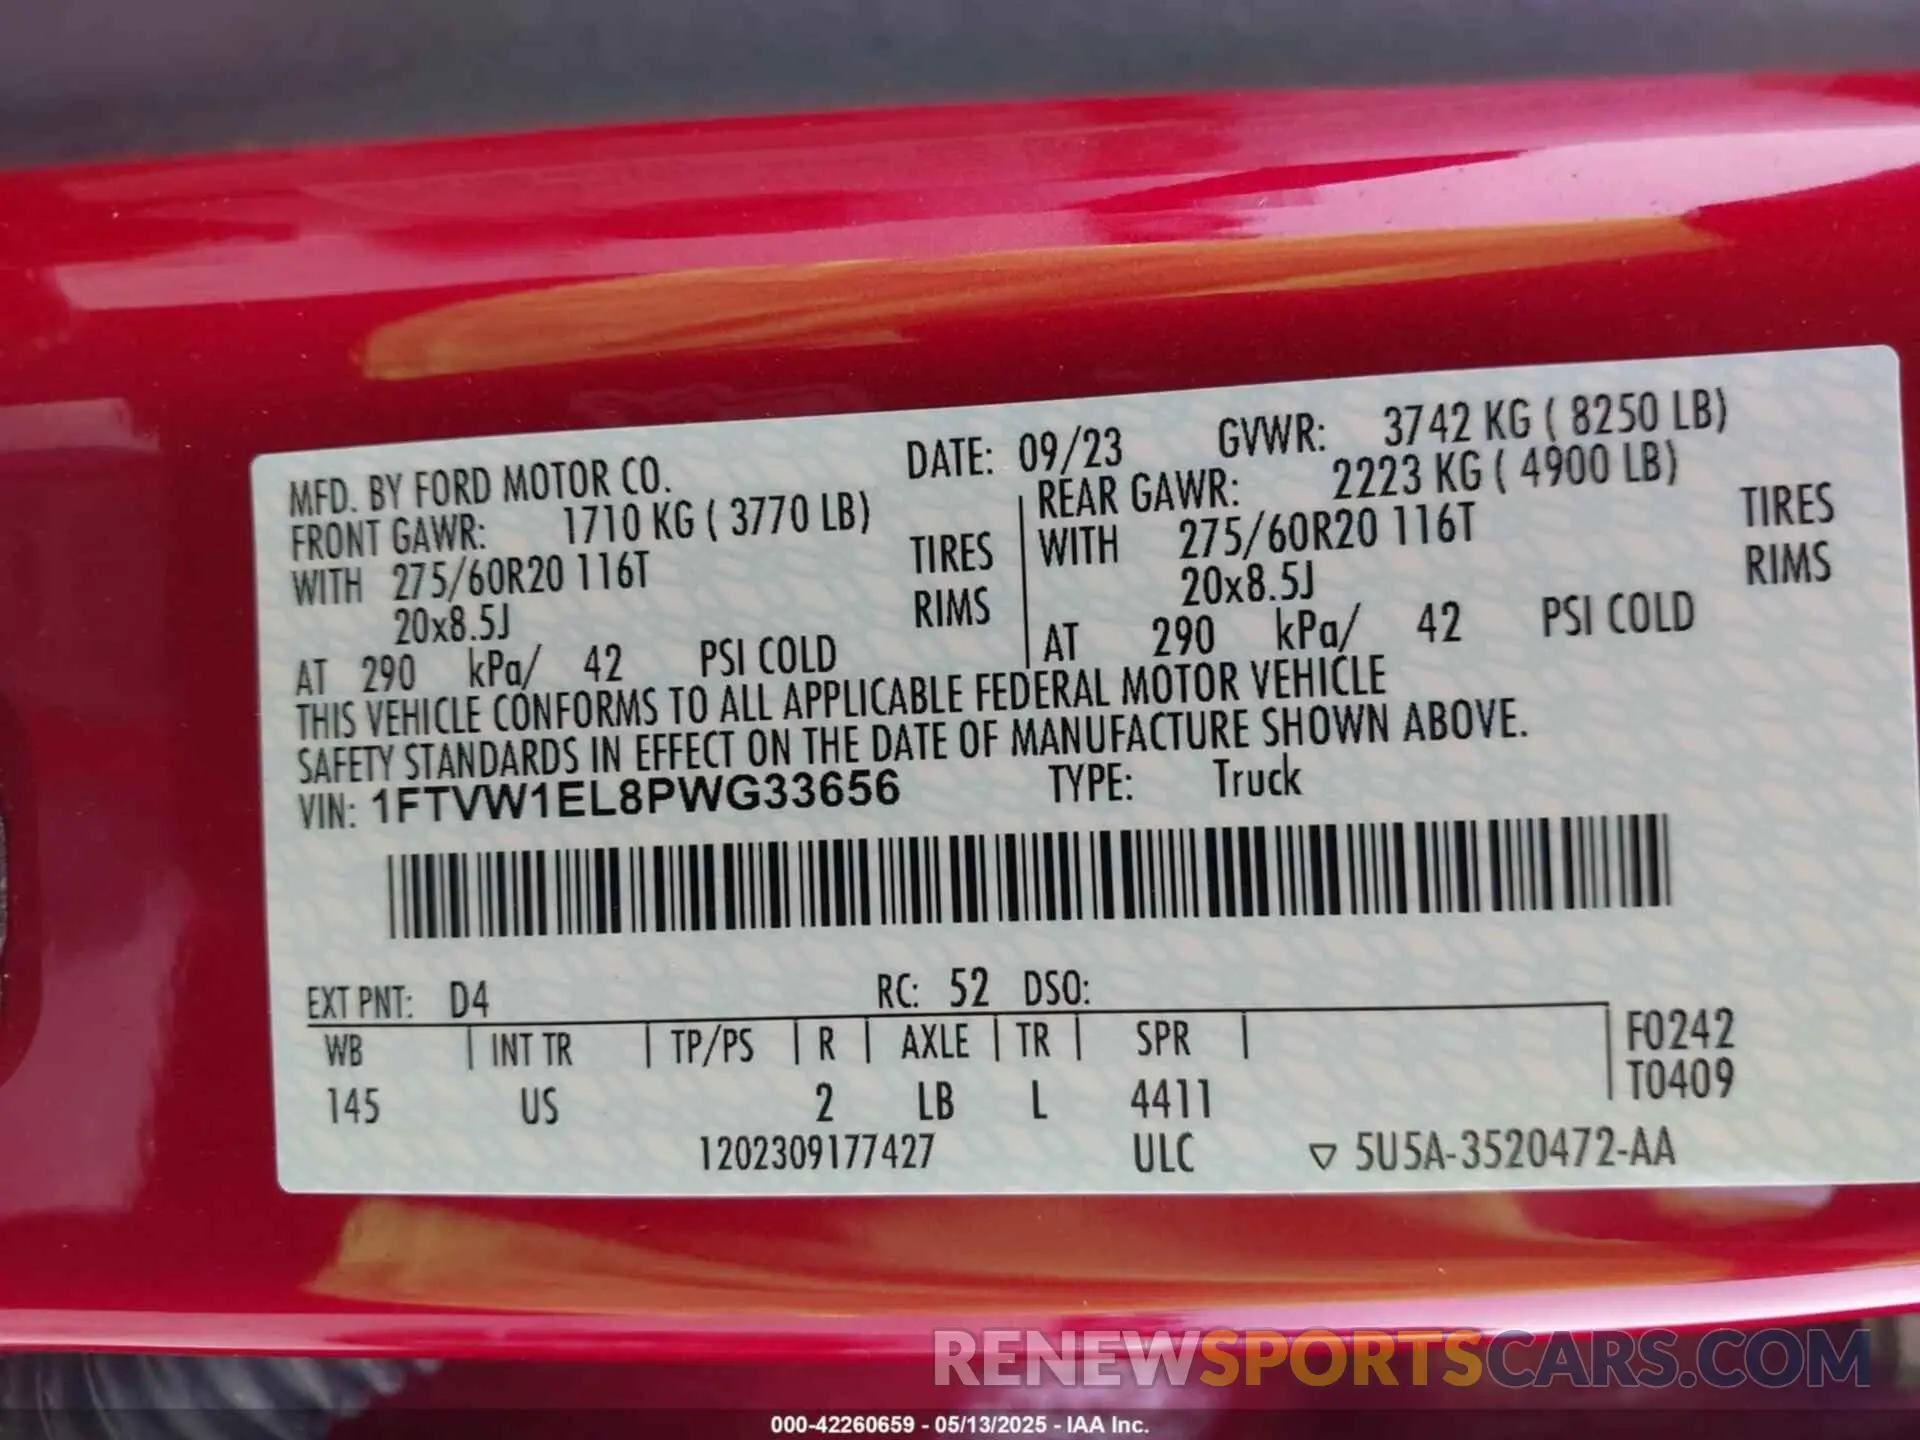 MFD. BY FORD MOTOR CO. DATE: 09/23 GVWR: 3742 KG ( 8250 LB)
FRONT GAWR: 1710 KG ( 3770 LB) REAR GAWR: 2223 KG ( 4900 LB)
WITH 275/60R20 116T TIRES WITH 275/60R20 116T TIRES
20x8.5J RIMS 20x8.5J RIMS
AT 290 kPa/ 42 PSI COLD AT 290 kPa/ 42 PSI COLD
THIS VEHICLE CONFORMS TO ALL APPLICABLE FEDERAL MOTOR VEHICLE
SAFETY STANDARDS IN EFFECT ON THE DATE OF MANUFACTURE SHOWN ABOVE.
VIN: 1FTVW1EL8PWG33656 TYPE: Truck
EXT PNT: D4 RC: 52 DSO:
WB | INT TR | TP/PS | R | AXLE | TR | SPR | F0242
145 US 2 LB L 4411 T0409
1202309177427 ULC ▽ 5U5A-3520472-AA
RENEWSPORTSCARS.COM
000-42260659 - 05/13/2025 - IAA Inc.